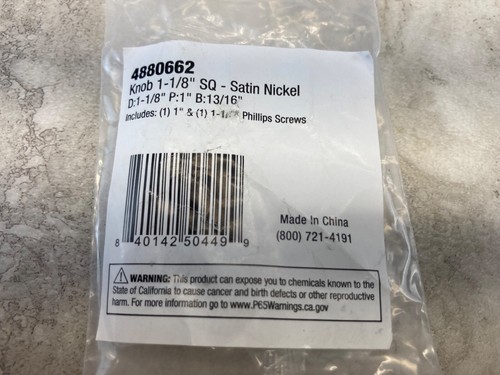 4880662
Knob 1-1/8" SQ - Satin Nickel
D:1-1/8" P:1" B:13/16"
Includes: (1) 1" & (1) Phillips Screws
8 40142 50449 9
Made In China
(800) 721-4191
WARNING: This product can expose you to chemicals known to the
State of California to cause cancer and birth defects or other reproductive
harm. For more information go to www.P65Warnings.ca.gov